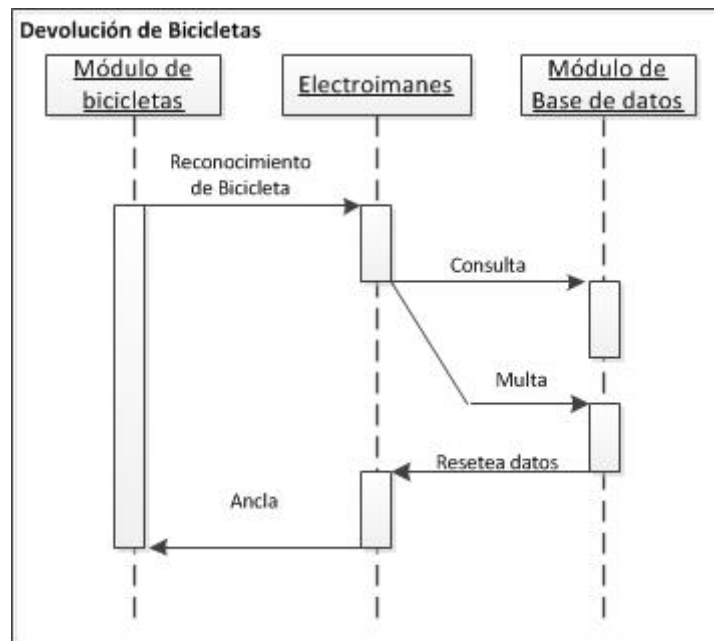 Devolución de Bicicletas
Módulo de
bicicletas
Electroimanes
Módulo de
Base de datos
Reconocimiento
de Bicicleta
Consulta
Multa
Resetea datos
Ancla